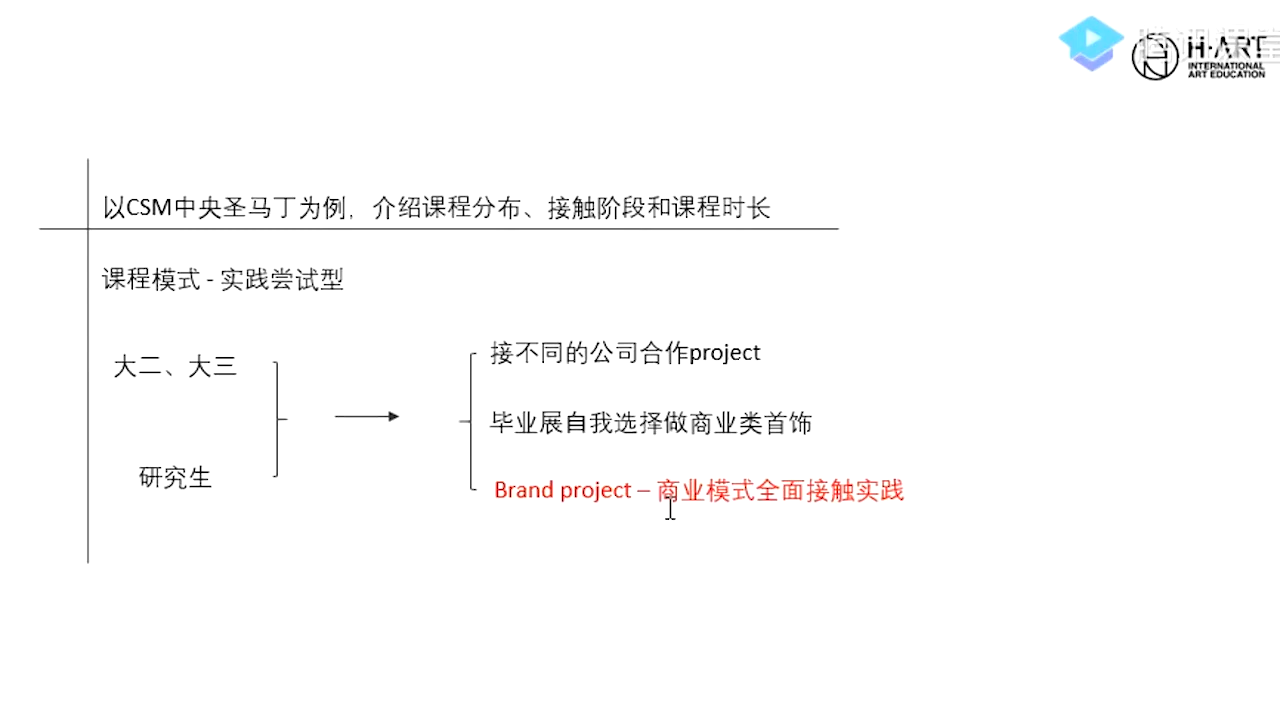 腾讯课堂
H·ART
INTERNATIONAL
ART EDUCATION
以CSM中央圣马丁为例，介绍课程分布、接触阶段和课程时长
课程模式 - 实践尝试型
大二、大三
研究生
接不同的公司合作project
毕业展自我选择做商业类首饰
Brand project – 商业模式全面接触实践